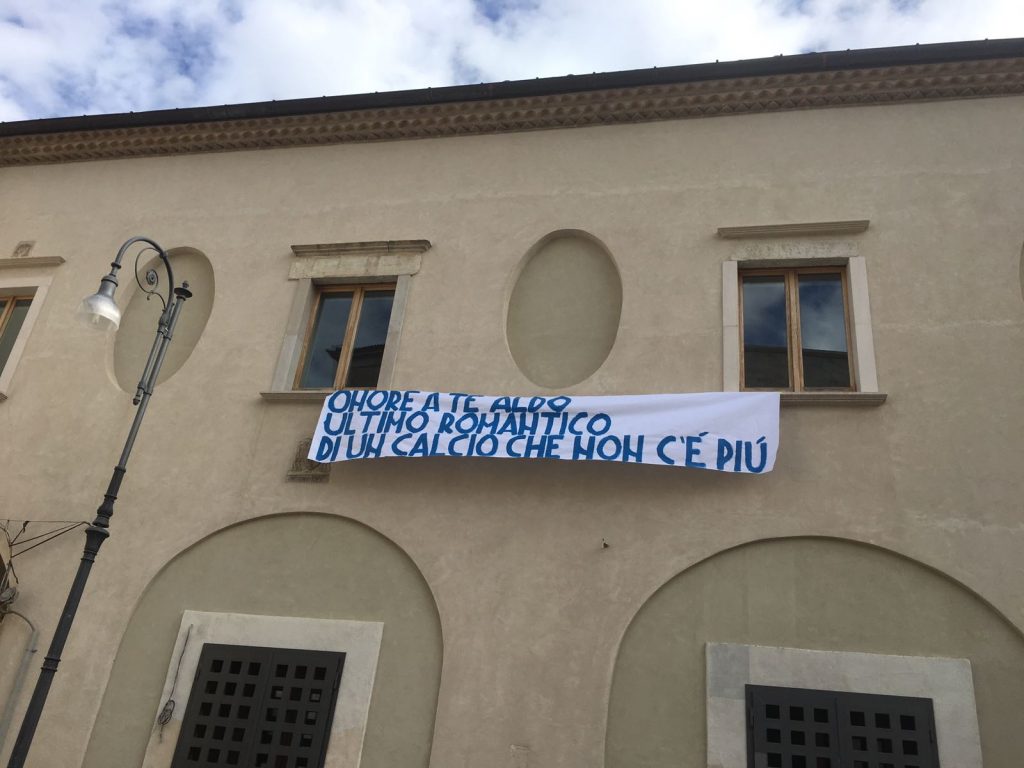 ONORE A TE ALDO
ULTIMO ROMANTICO
DI UN CALCIO CHE NON C'É PIÚ